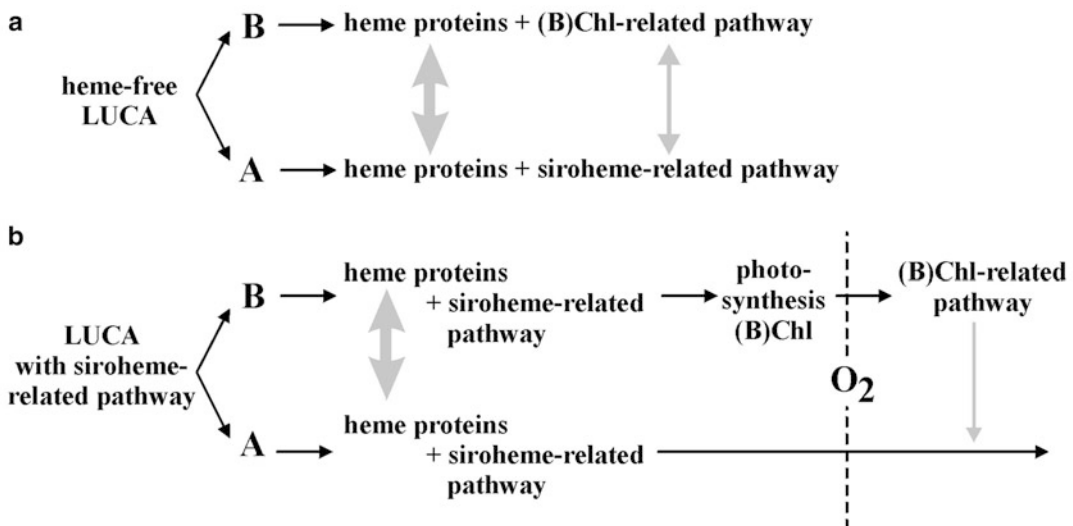 a
B heme proteins + (B)Chl-related pathway
heme-free
LUCA
A heme proteins + siroheme-related pathway
b
B
heme proteins
+ siroheme-related
pathway
photo-
synthesis
(B)Chl
(B)Chl-related
pathway
LUCA
with siroheme-
related pathway
O2
A
heme proteins
+ siroheme-related
pathway